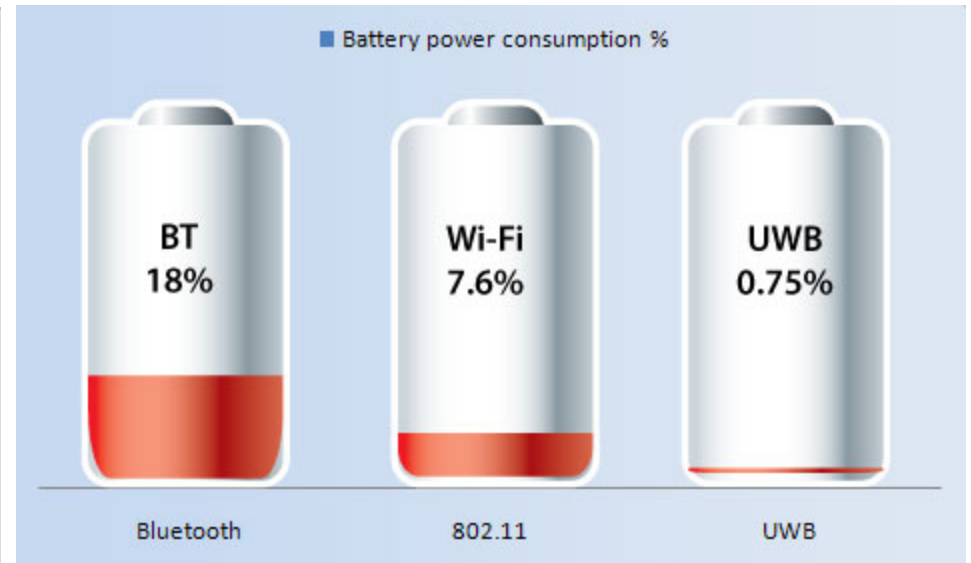 Battery power consumption %
BT
18%
Wi-Fi
7.6%
UWB
0.75%
Bluetooth
802.11
UWB